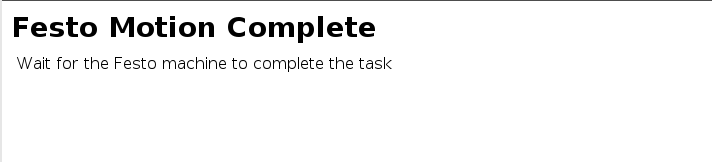 Festo Motion Complete
Wait for the Festo machine to complete the task